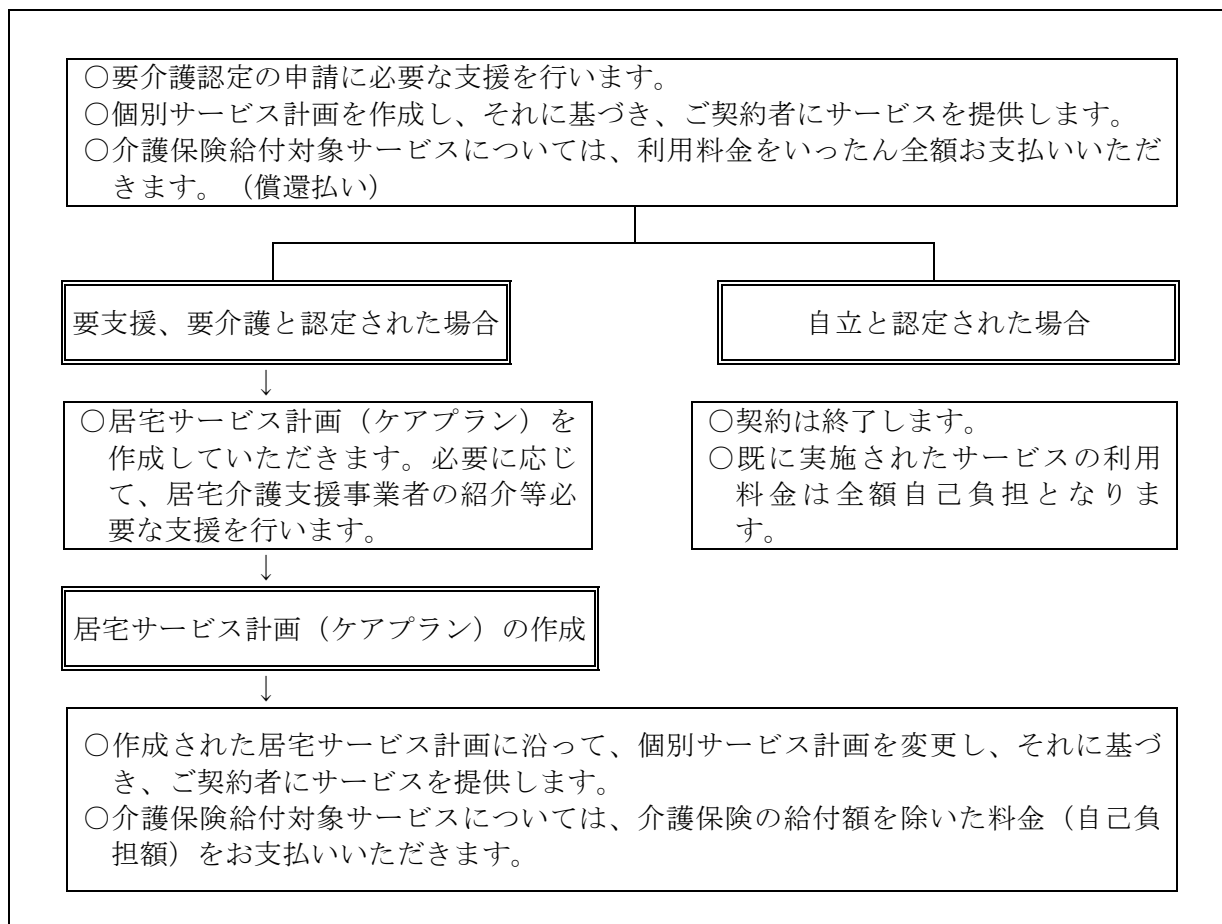 ○要介護認定の申請に必要な支援を行います。
○個別サービス計画を作成し、それに基づき、ご契約者にサービスを提供します。
○介護保険給付対象サービスについては、利用料金をいったん全額お支払いいただ
きます。（償還払い）
要支援、要介護と認定された場合
自立と認定された場合
↓
○居宅サービス計画（ケアプラン）を
作成していただきます。必要に応じ
て、居宅介護支援事業者の紹介等必
要な支援を行います。
○契約は終了します。
○既に実施されたサービスの利用
料金は全額自己負担となりま
す。
↓
居宅サービス計画（ケアプラン）の作成
↓
○作成された居宅サービス計画に沿って、個別サービス計画を変更し、それに基づ
き、ご契約者にサービスを提供します。
○介護保険給付対象サービスについては、介護保険の給付額を除いた料金（自己負
担額）をお支払いいただきます。